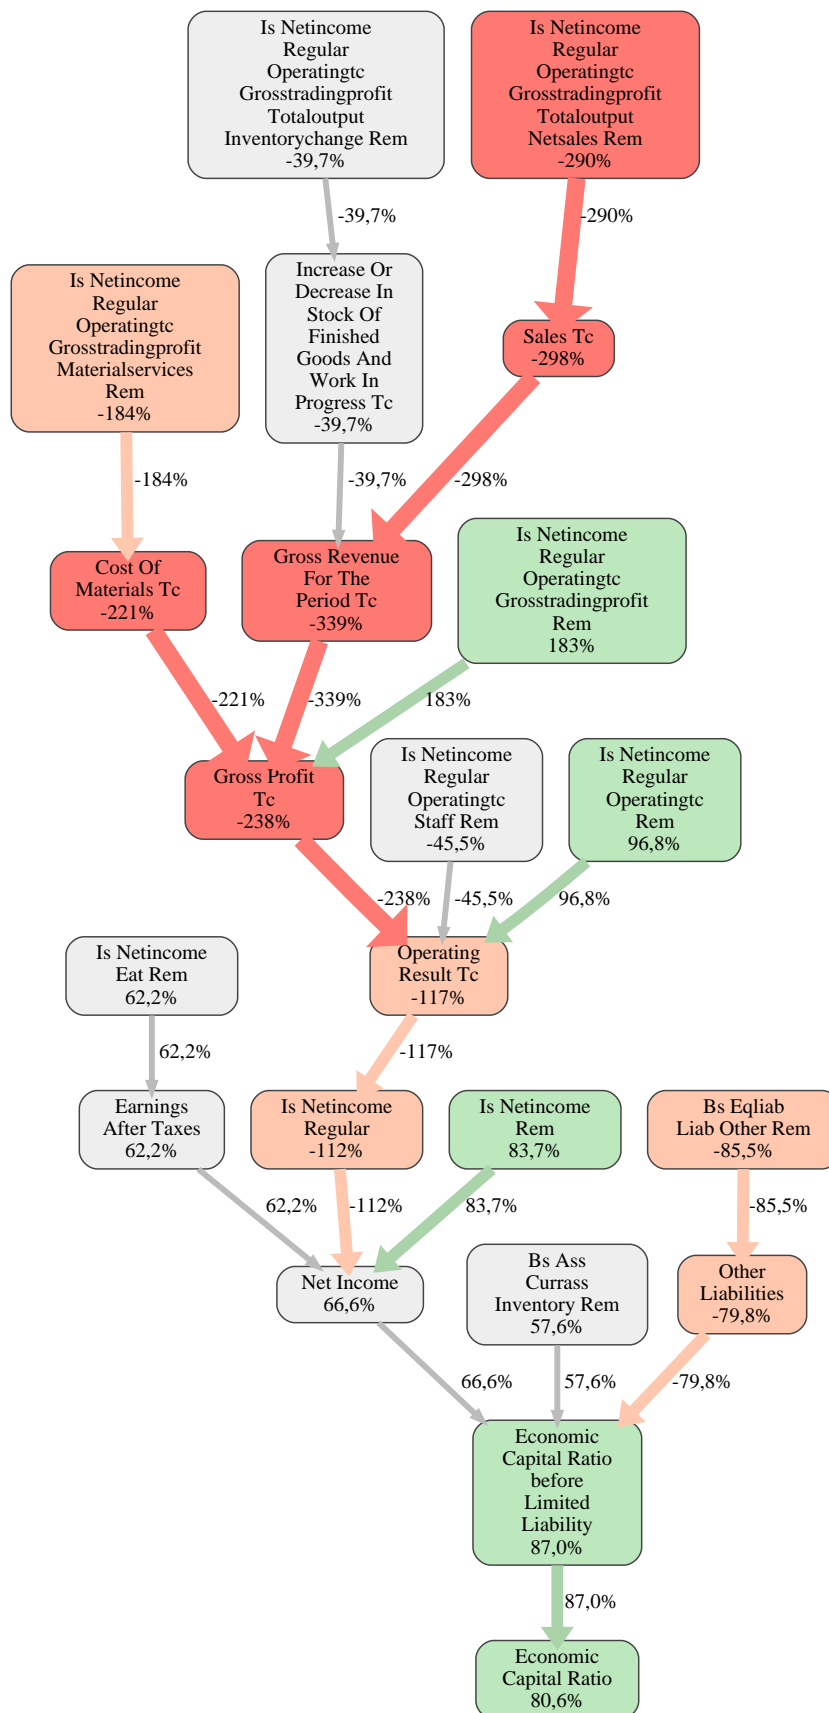 Is Netincome
Regular
Operatingtc
Grosstradingprofit
Totaloutput
Inventorychange Rem
-39,7%
Is Netincome
Regular
Operatingtc
Grosstradingprofit
Totaloutput
Netsales Rem
-290%
-39,7%
-290%
Is Netincome
Regular
Operatingtc
Grosstradingprofit
Materialservices
Rem
-184%
Increase Or
Decrease In
Stock Of
Finished
Goods And
Work In
Progress Tc
-39,7%
Sales Tc
-298%
-184%
-39,7%
-298%
Cost Of
Materials Tc
-221%
Gross Revenue
For The
Period Tc
-339%
Is Netincome
Regular
Operatingtc
Grosstradingprofit
Rem
183%
-221%
-339%
183%
Gross Profit
Tc
-238%
Is Netincome
Regular
Operatingtc
Staff Rem
-45,5%
Is Netincome
Regular
Operatingtc
Rem
96,8%
-238%
-45,5%
96,8%
Is Netincome
Eat Rem
62,2%
Operating
Result Tc
-117%
62,2%
-117%
Earnings
After Taxes
62,2%
Is Netincome
Regular
-112%
Is Netincome
Rem
83,7%
Bs Eqliab
Liab Other Rem
-85,5%
62,2%
-112%
83,7%
-85,5%
Net Income
66,6%
Bs Ass
Currass
Inventory Rem
57,6%
Other
Liabilities
-79,8%
66,6%
57,6%
-79,8%
Economic
Capital Ratio
before
Limited
Liability
87,0%
87,0%
Economic
Capital Ratio
80,6%